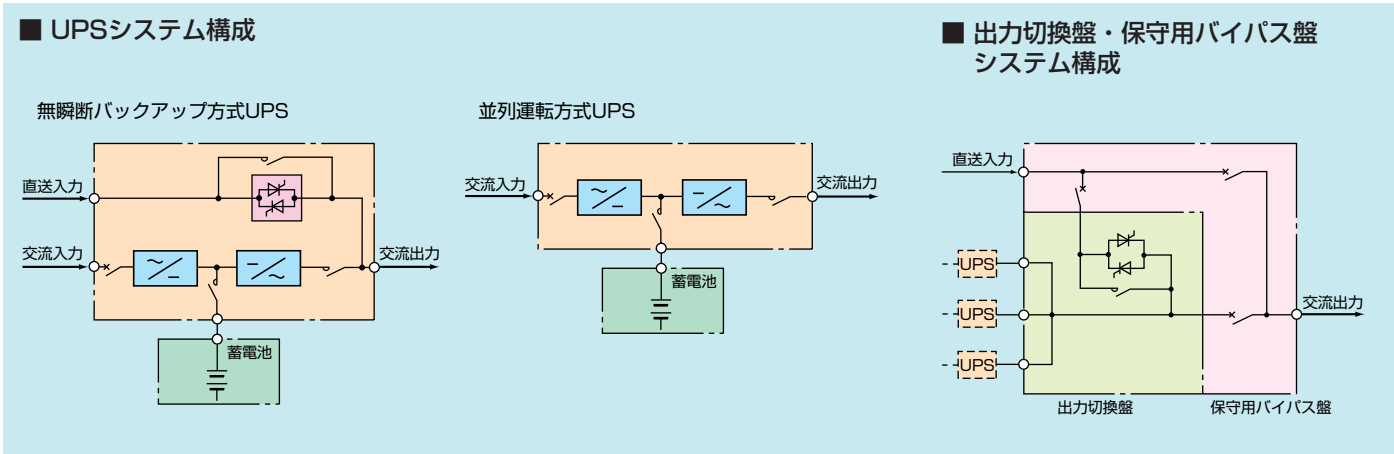 ■ UPSシステム構成
無瞬断バックアップ方式UPS
直送入力
交流入力
交流出力
蓄電池
並列運転方式UPS
交流入力
交流出力
蓄電池
■ 出力切換盤・保守用バイパス盤
システム構成
直送入力
UPS
UPS
UPS
交流出力
出力切換盤
保守用バイパス盤